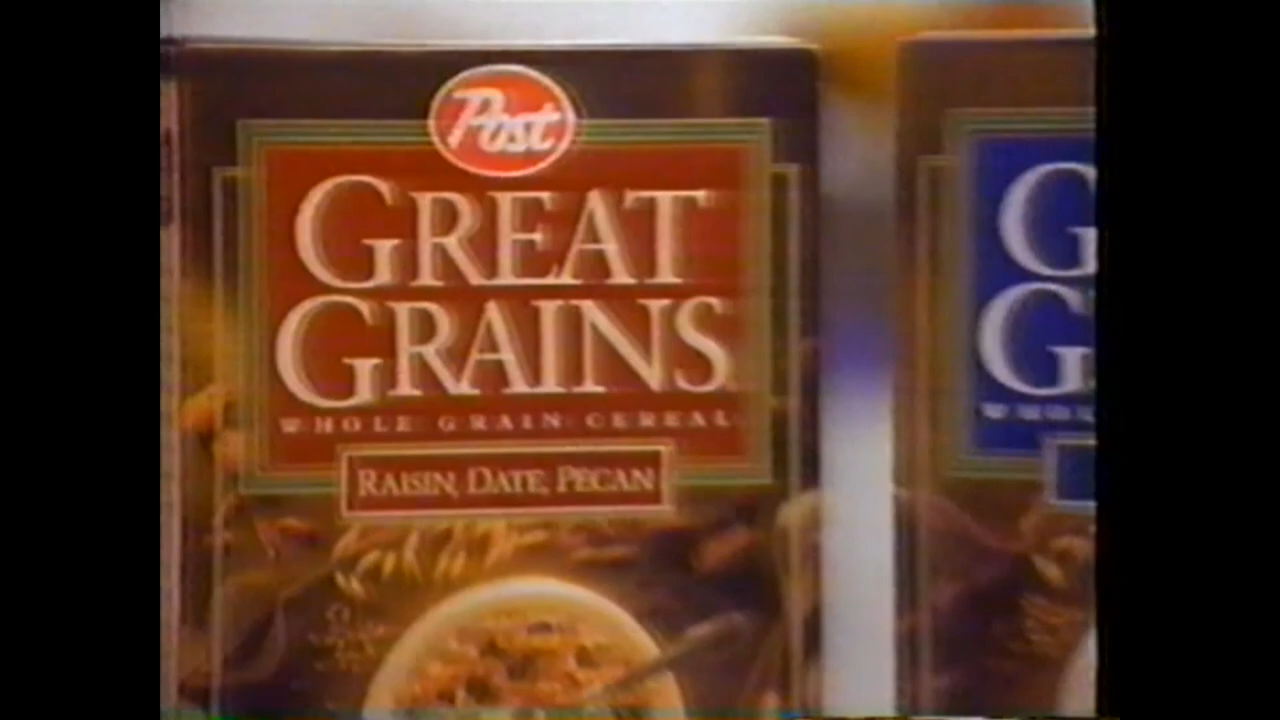 Post
GREAT
GRAINS
WHOLE GRAIN CEREAL
RAISIN, DATE, PECAN
G
G